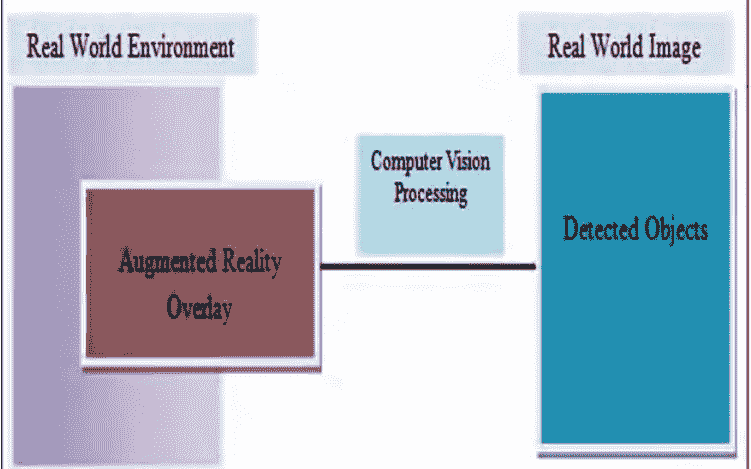 Real World Environment
Real World Image
Computer Vision
Processing
Detected Objects
Augmented Reality
Overlay